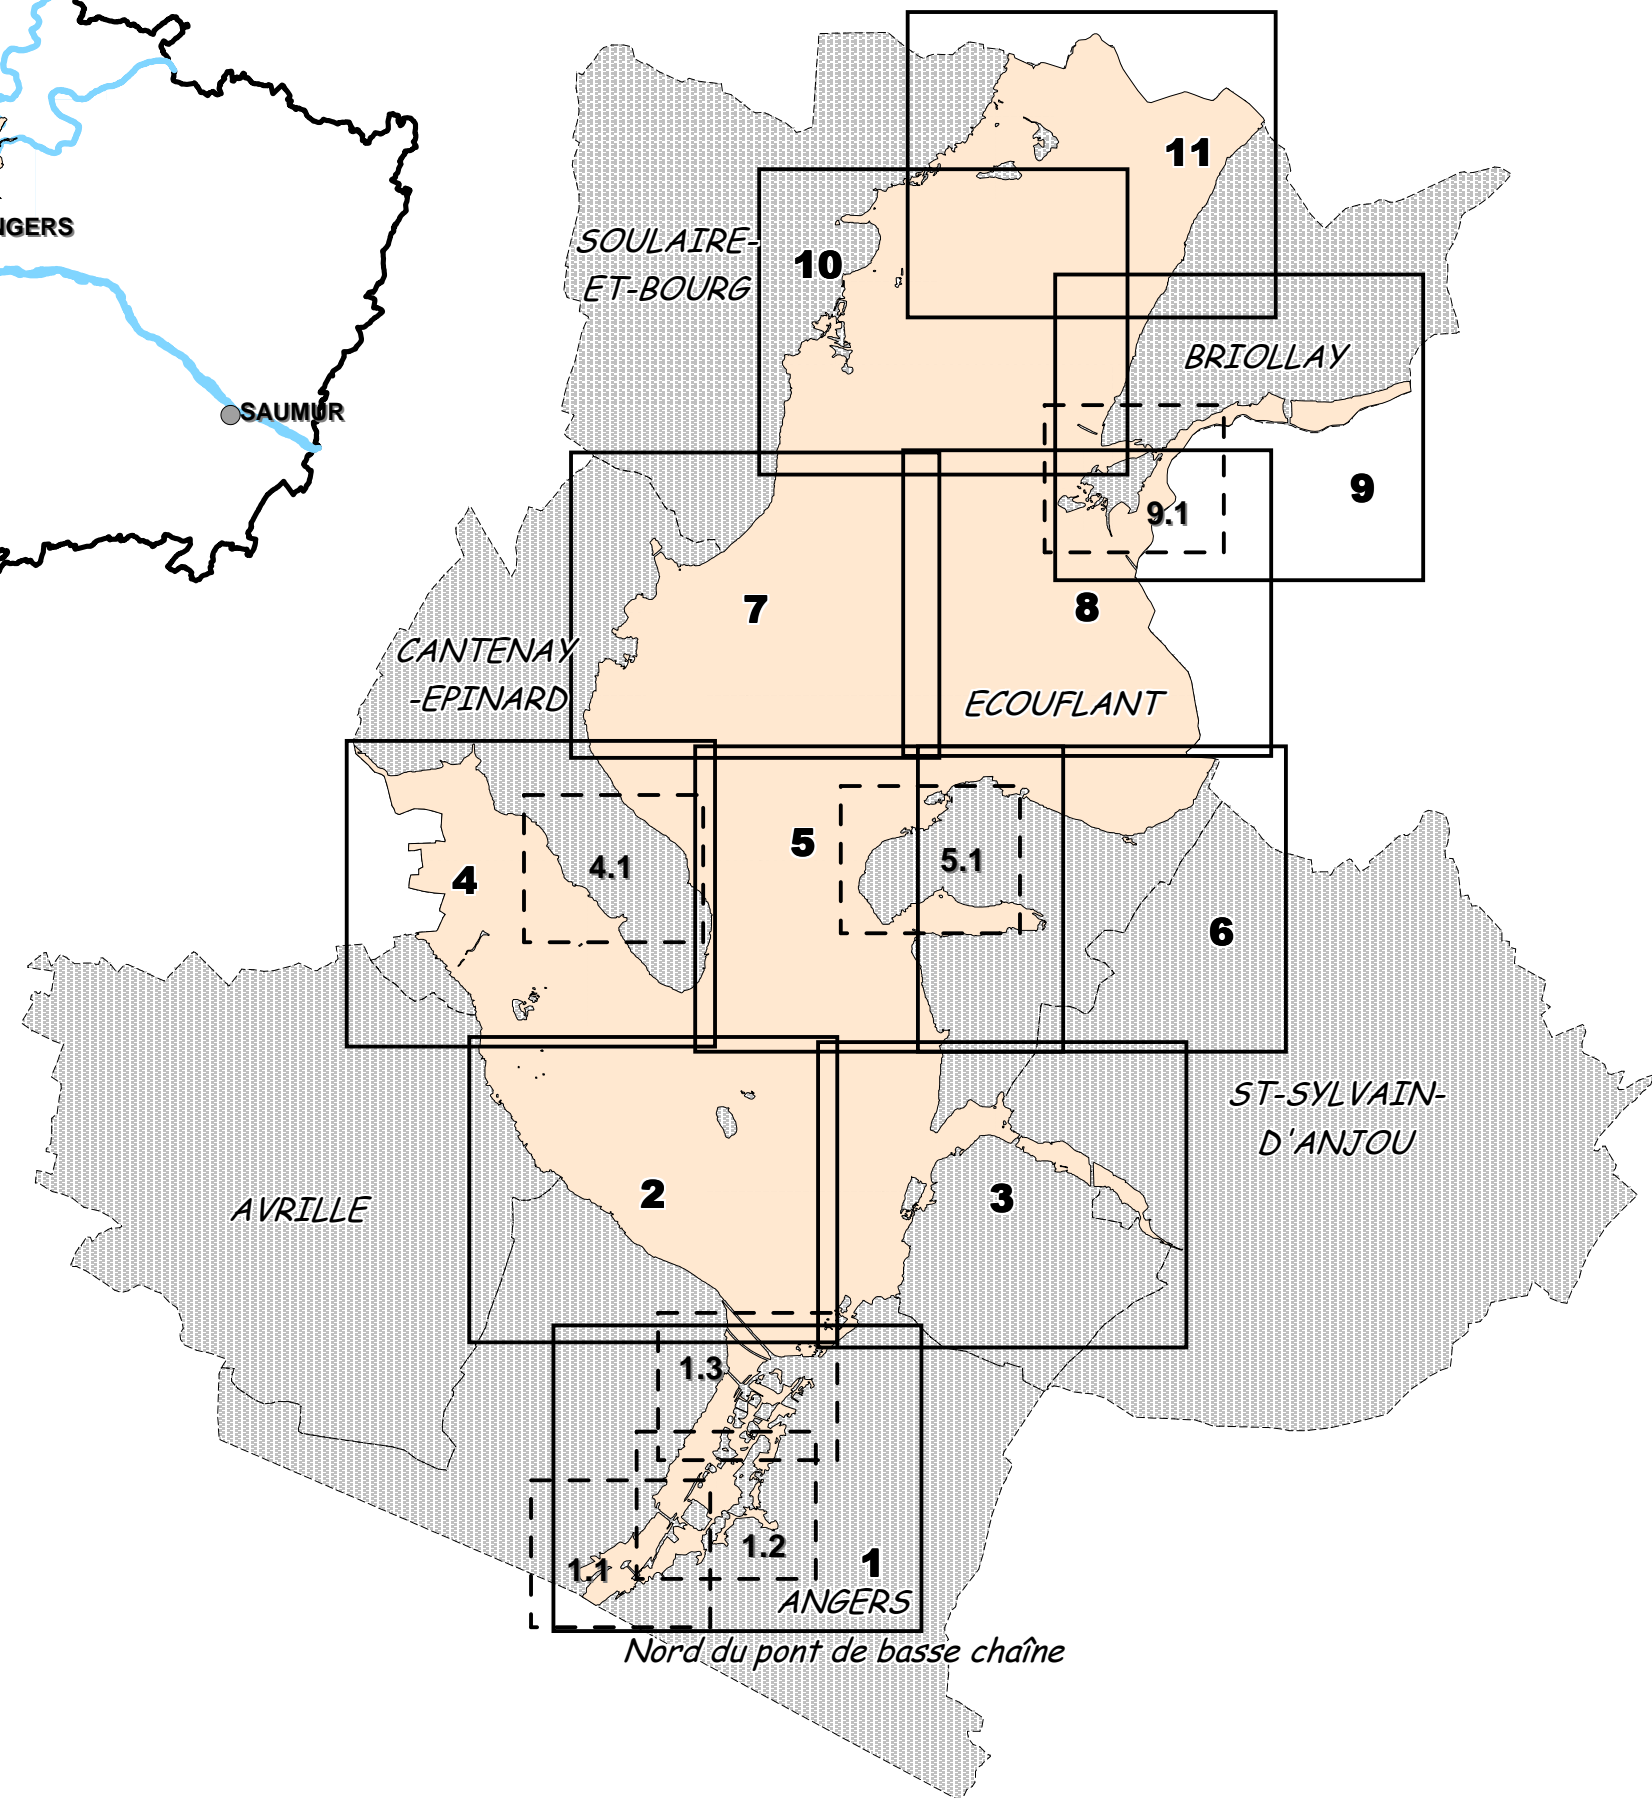 11
SOULAIRE-
ET-BOURG
10
NGERS
BRIOLLAY
SAUMUR
9
9.1
7
8
CANTENAY
-EPINARD
ECOUFLANT
5
4.1
5.1
4
6
ST-SYLVAIN-
D'ANJOU
2
3
AVRILLE
1.3
1.2
1.1
1
ANGERS
Nord du pont de basse chaîne